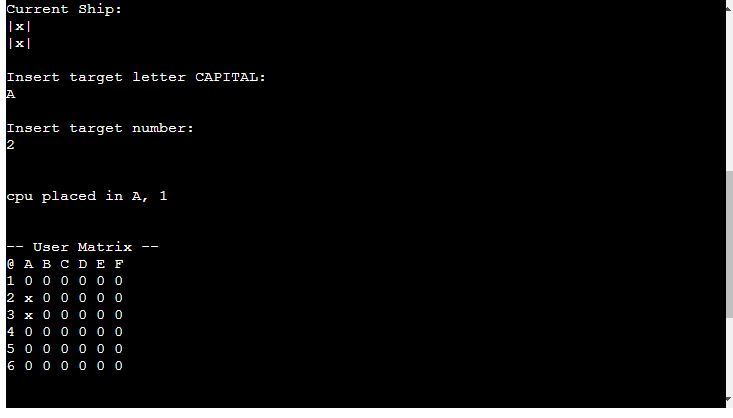 Current Ship:
|x|
|x|
Insert target letter CAPITAL:
A
Insert target number:
2
cpu placed in A, 1
-- User Matrix --
@ A B C D E F
1 0 0 0 0 0 0
2 x 0 0 0 0 0
3 x 0 0 0 0 0
4 0 0 0 0 0 0
5 0 0 0 0 0 0
6 0 0 0 0 0 0